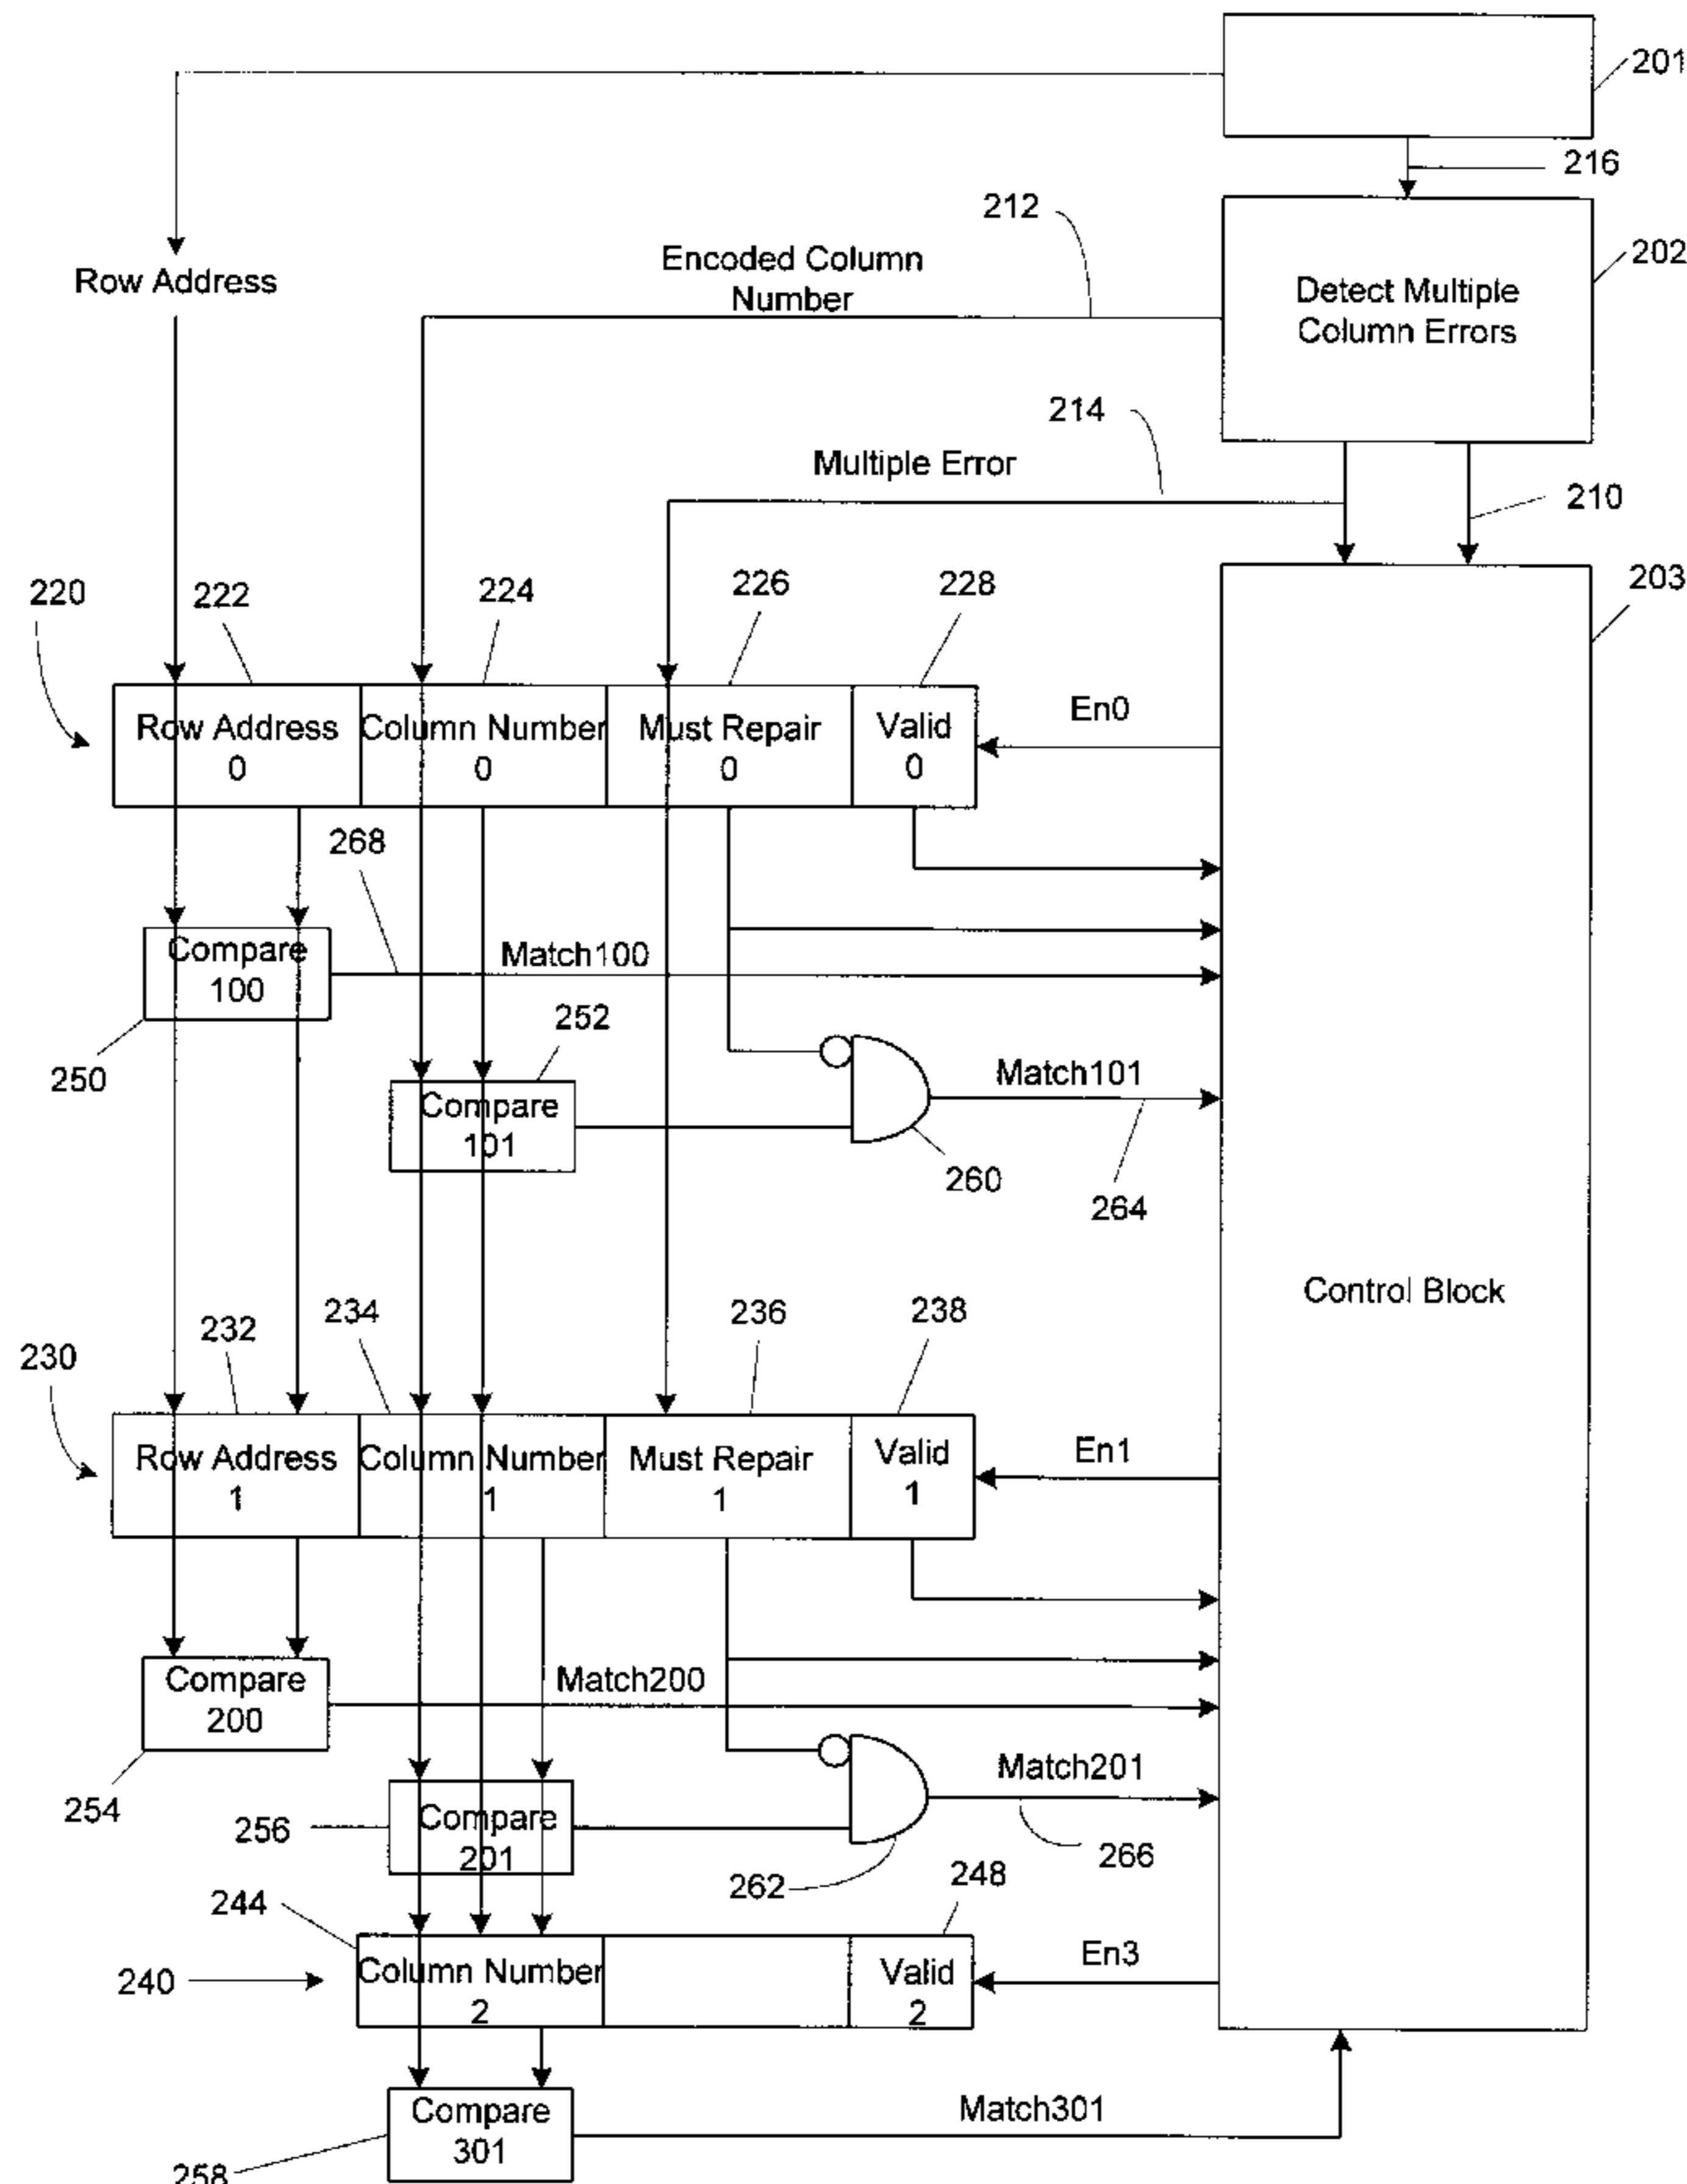 201
216
212
202
Encoded Column
Number
Row Address
Detect Multiple
Column Errors
214
Multiple Error
210
220
222
224
226
228
203
Row Address
0
Column Number
0
Must Repair
0
Valid
0
En0
268
Compare
100
Match100
252
250
Compare
101
Match101
260
264
Control Block
230
232
234
236
238
Row Address
1
Column Number
1
Must Repair
1
Valid
1
En1
Compare
200
Match200
254
256
Compare
201
Match201
266
262
248
244
240
Column Number
2
Valid
2
En3
Compare
301
Match301
258